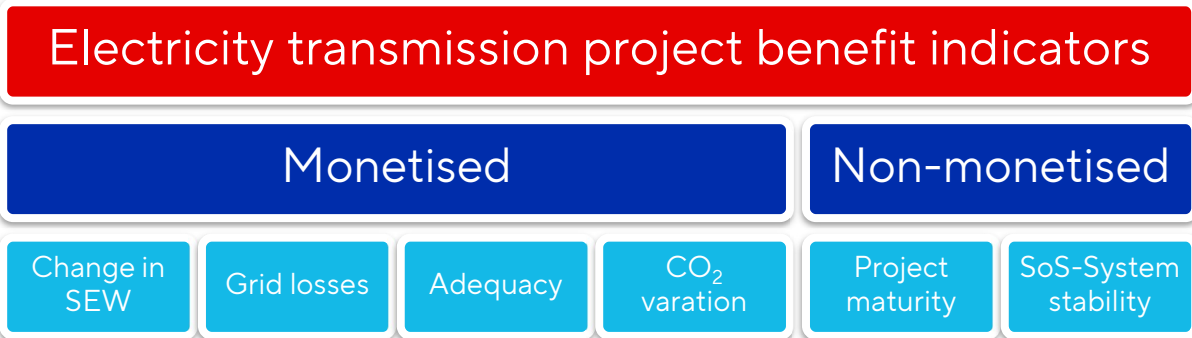 Electricity transmission project benefit indicators
Monetised
Non-monetised
Change in
SEW
Grid losses
Adequacy
CO₂
varation
Project
maturity
SoS-System
stability